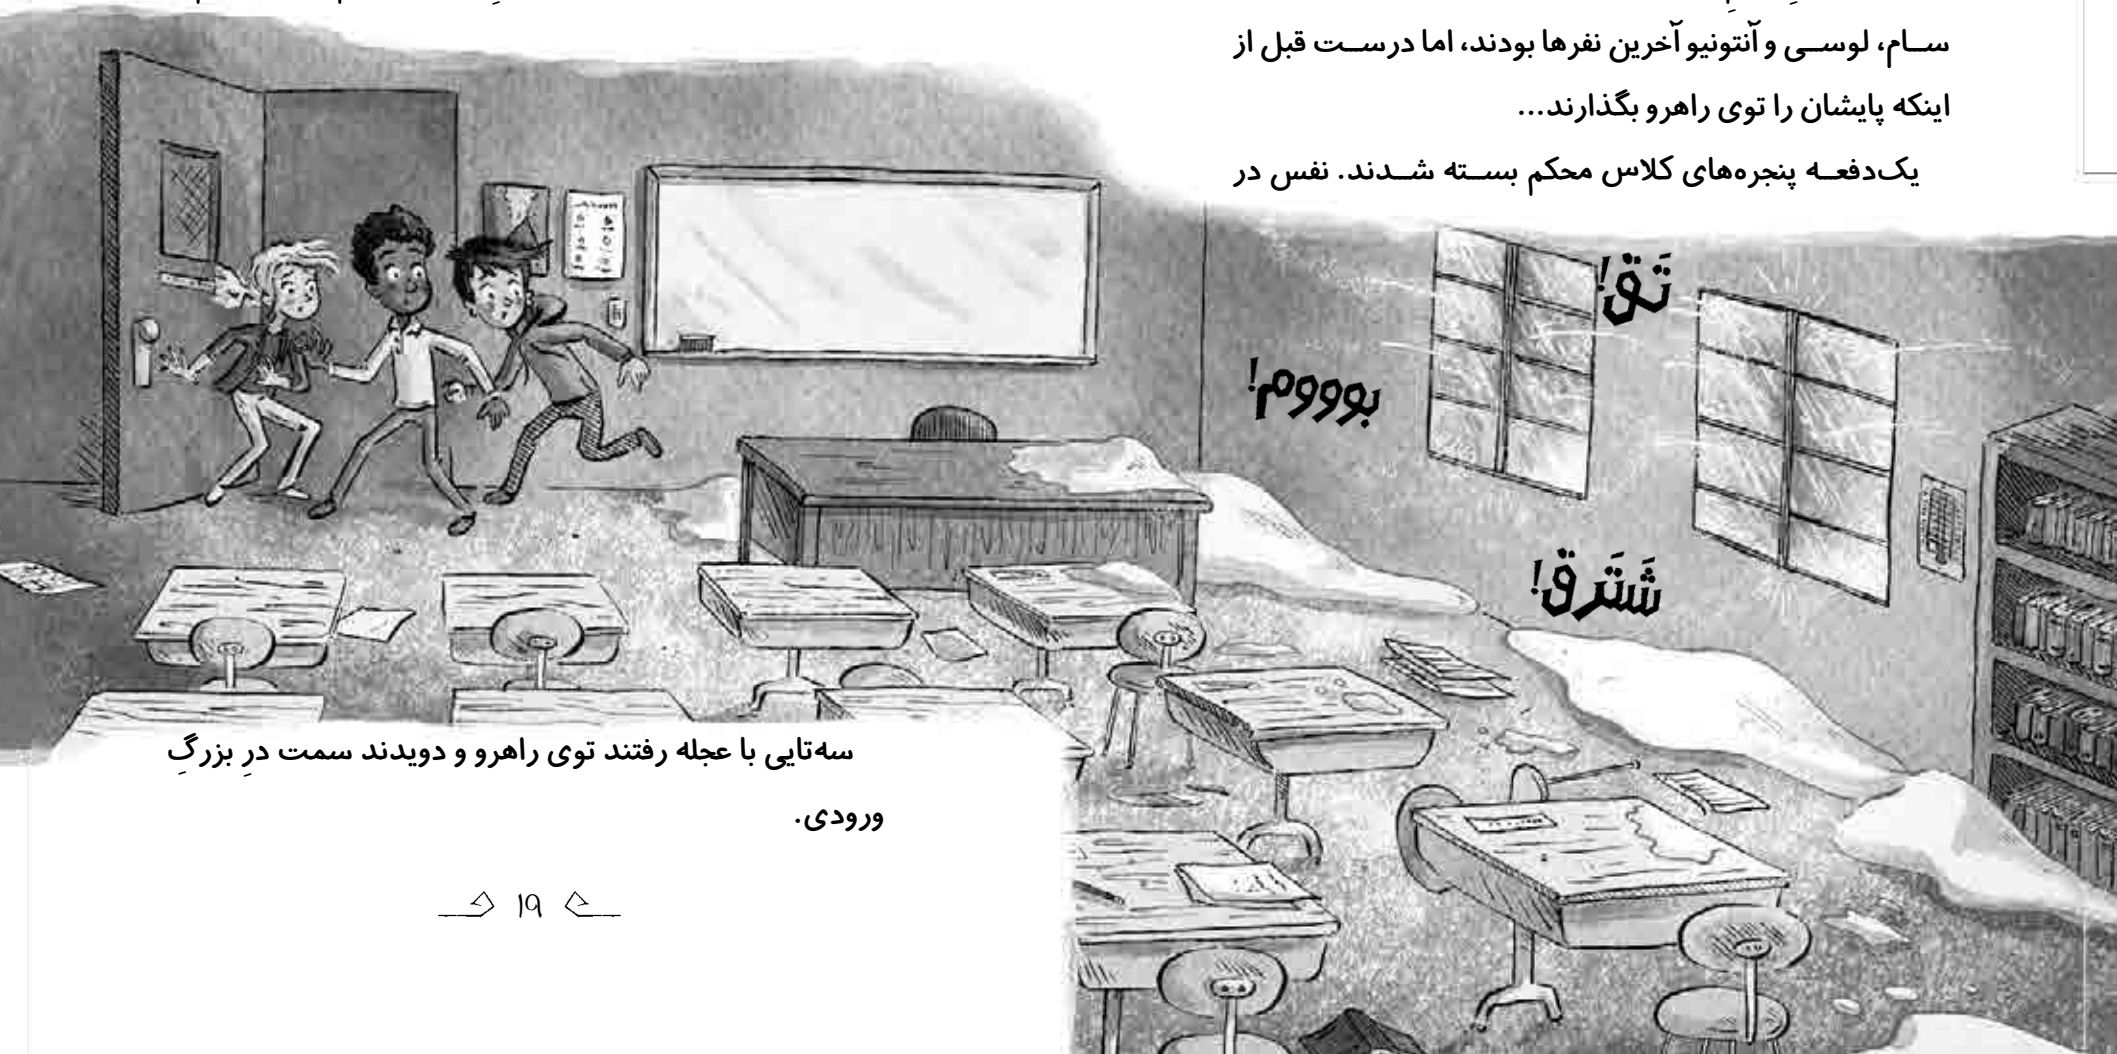 سام، لوسی و آنتونیو آخرین نفرها بودند، اما درست قبل از
اینکه پایشان را توی راهرو بگذارند...
یک‌دفعه پنجره‌های کلاس محکم بسته شدند. نفس در
تَق!
بوووم!
شَتَرق!
سه‌تایی با عجله رفتند توی راهرو و دویدند سمت درِ بزرگِ
ورودی.
۱۹